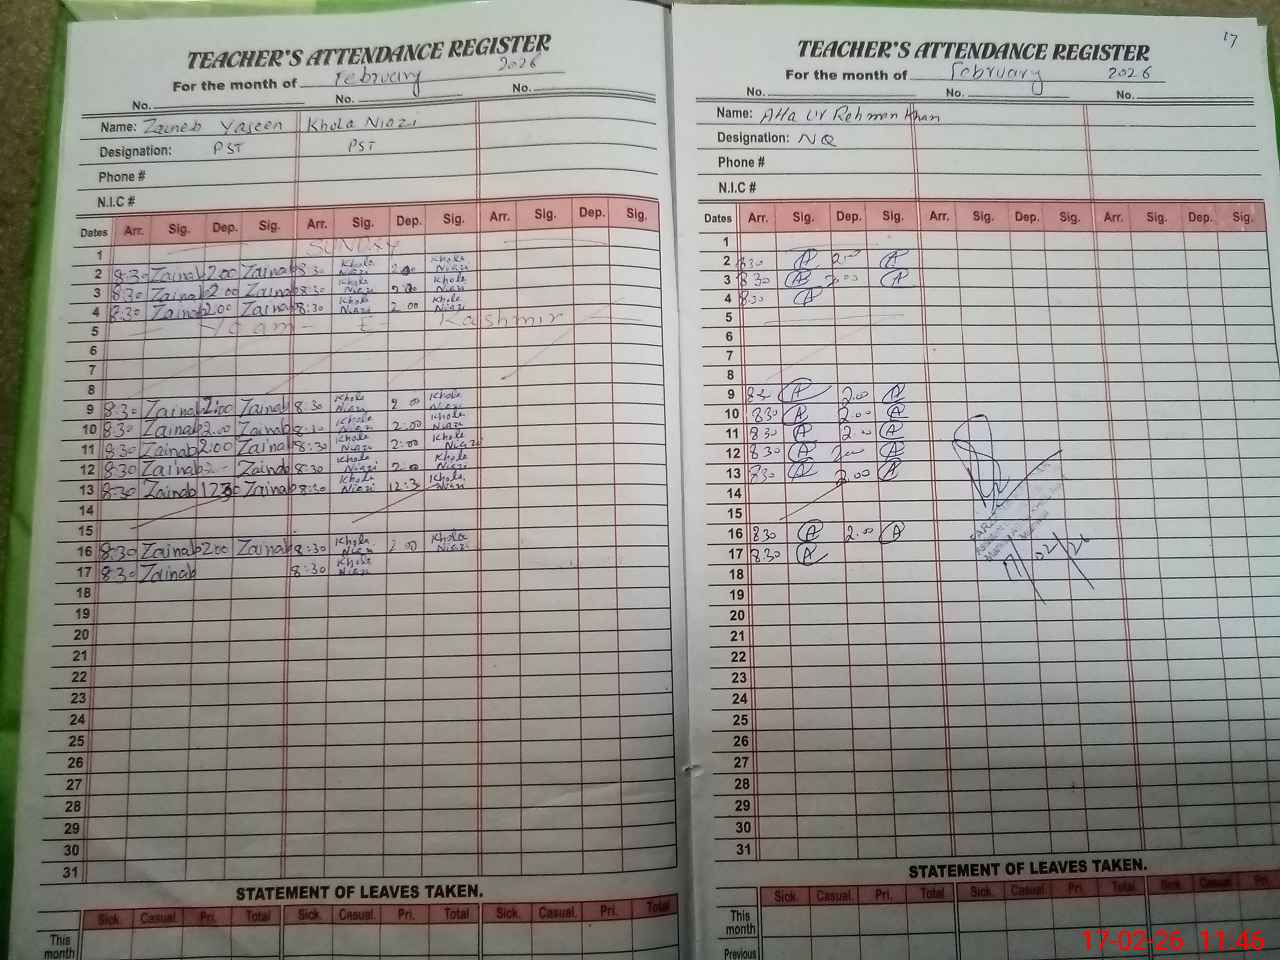 TEACHER'S ATTENDANCE REGISTER
For the month of February 2026
No. No. No.
Name: Zaineb Yaseen Khola Niazi
Designation: PST PST
Phone #
N.I.C #
Dates Arr. Sig. Dep. Sig. Arr. Sig. Dep. Sig. Arr. Sig. Dep. Sig.
1 SUNDAY
2 8:30 Zainab 2.00 Zainab 8:30 Khola Niazi 2.00 Khola Niazi
3 8:30 Zainab 2.00 Zainab 8:30 Khola Niazi 2.00 Khola Niazi
4 8:30 Zainab 2.00 Zainab 8:30 Khola Niazi 2.00 Khola Niazi
5 Youm - E - Kashmir
6
7
8
9 8:30 Zainab 2.00 Zainab 8:30 Khola Niazi 2:00 Khola Niazi
10 8:30 Zainab 2.00 Zainab 8:30 Khola Niazi 2:00 Khola Niazi
11 8:30 Zainab 2:00 Zainab 8:30 Khola Niazi 2:00 Khola Niazi
12 8:30 Zainab Zainab 8:30 Khola Niazi Khola Niazi
13 8:30 Zainab 12:30 Zainab 8:30 Khola Niazi 12:3 Khola Niazi
14
15
16 8:30 Zainab 2:00 Zainab 8:30 Khola Niazi 2:00 Khola Niazi
17 8:30 Zainab 8:30 Khola Niazi
18
19
20
21
22
23
24
25
26
27
28
29
30
31
STATEMENT OF LEAVES TAKEN.
Sick. Casual. Pri. Total Sick. Casual. Pri. Total Sick. Casual. Pri. Total
This month
17
TEACHER'S ATTENDANCE REGISTER
For the month of February 2026
No. No. No.
Name: Atta Ur Rehman Khan
Designation: NQ
Phone #
N.I.C #
Dates Arr. Sig. Dep. Sig. Arr. Sig. Dep. Sig. Arr. Sig. Dep. Sig.
1
2 8:30 A 2.00 A
3 8:30 A 2.00 A
4 8:30 A
5
6
7
8
9 A 2.00 A
10 830 A 2.00 A
11 830 A 2.00 A
12 830 A A
13 830 A 2.00 A
14
15
16 830 A 2.00 A
17 8.30 A
18
19
20
21
22
23
24
25
26
27
28
29
30
31
17/02/26
STATEMENT OF LEAVES TAKEN.
Sick. Casual. Pri. Total Sick. Casual. Pri. Total Sick. Casual. Pri.
This month
Previous
17-02-26 11:46